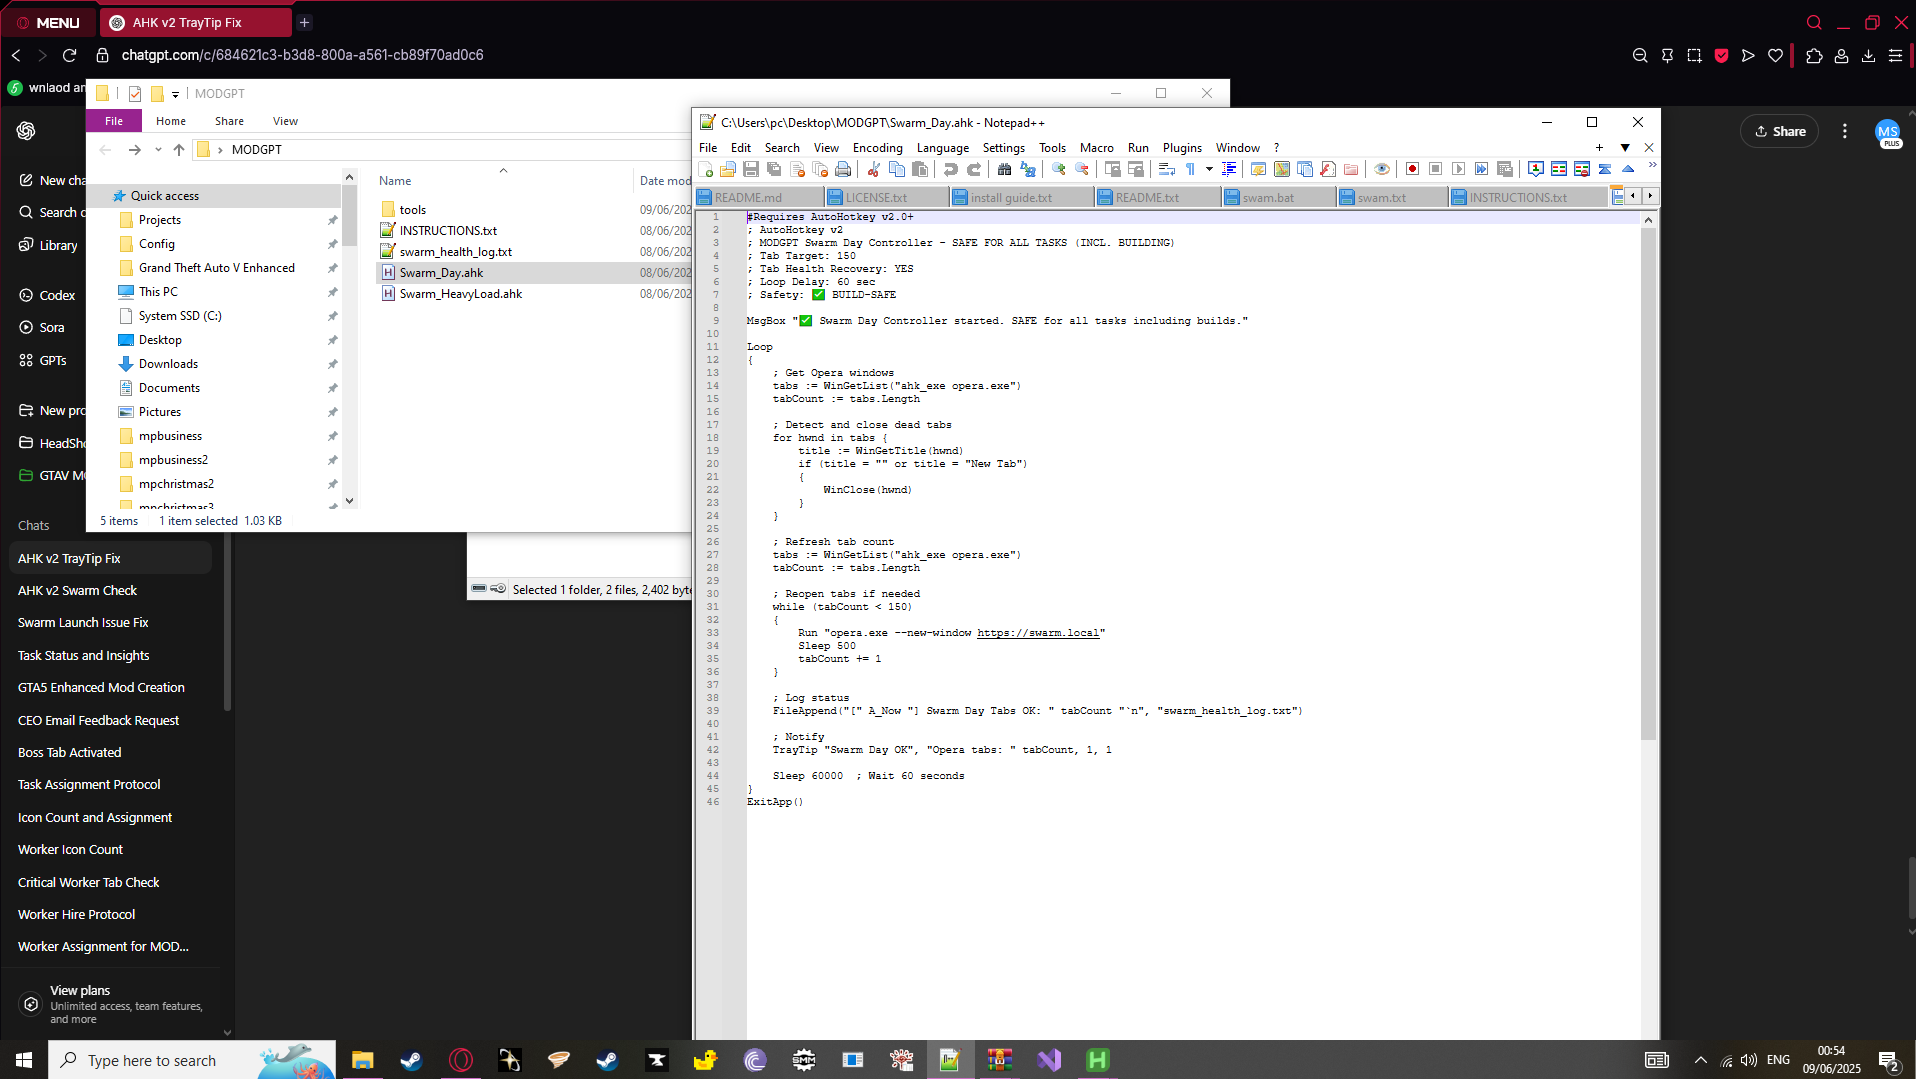 MENU
AHK v2 TrayTip Fix
chatgpt.com/c/684621c3-b3d8-800a-a561-cb89f70ad0c6
wnlaod an
MODGPT
File Home Share View
MODGPT
Quick access
Projects
Config
Grand Theft Auto V Enhanced
This PC
System SSD (C:)
Desktop
Downloads
Documents
Pictures
mpbusiness
mpbusiness2
mpchristmas2
mpchristmas3
Name Date mod
tools 09/06/202
INSTRUCTIONS.txt 08/06/202
swarm_health_log.txt 08/06/202
Swarm_Day.ahk 08/06/202
Swarm_HeavyLoad.ahk 08/06/202
5 items 1 item selected 1.03 KB
Selected 1 folder, 2 files, 2,402 byte
New cha
Search c
Library
Codex
Sora
GPTs
New pro
HeadSho
GTAV MO
Chats
AHK v2 TrayTip Fix
AHK v2 Swarm Check
Swarm Launch Issue Fix
Task Status and Insights
GTA5 Enhanced Mod Creation
CEO Email Feedback Request
Boss Tab Activated
Task Assignment Protocol
Icon Count and Assignment
Worker Icon Count
Critical Worker Tab Check
Worker Hire Protocol
Worker Assignment for MOD...
View plans
Unlimited access, team features,
and more
Share
MS
PLUS
C:\Users\pc\Desktop\MODGPT\Swarm_Day.ahk - Notepad++
File Edit Search View Encoding Language Settings Tools Macro Run Plugins Window ?
README.md LICENSE.txt install guide.txt README.txt swam.bat swam.txt INSTRUCTIONS.txt
1 #Requires AutoHotkey v2.0+
2 ; AutoHotkey v2
3 ; MODGPT Swarm Day Controller - SAFE FOR ALL TASKS (INCL. BUILDING)
4 ; Tab Target: 150
5 ; Tab Health Recovery: YES
6 ; Loop Delay: 60 sec
7 ; Safety: ✅ BUILD-SAFE
8
9 MsgBox "✅ Swarm Day Controller started. SAFE for all tasks including builds."
10
11 Loop
12 {
13 ; Get Opera windows
14 tabs := WinGetList("ahk_exe opera.exe")
15 tabCount := tabs.Length
16
17 ; Detect and close dead tabs
18 for hwnd in tabs {
19 title := WinGetTitle(hwnd)
20 if (title = "" or title = "New Tab")
21 {
22 WinClose(hwnd)
23 }
24 }
25
26 ; Refresh tab count
27 tabs := WinGetList("ahk_exe opera.exe")
28 tabCount := tabs.Length
29
30 ; Reopen tabs if needed
31 while (tabCount < 150)
32 {
33 Run "opera.exe --new-window https://swarm.local"
34 Sleep 500
35 tabCount += 1
36 }
37
38 ; Log status
39 FileAppend("[" A_Now "] Swarm Day Tabs OK: " tabCount "`n", "swarm_health_log.txt")
40
41 ; Notify
42 TrayTip "Swarm Day OK", "Opera tabs: " tabCount, 1, 1
43
44 Sleep 60000 ; Wait 60 seconds
45 }
46 ExitApp()
Type here to search
SMM
ENG
00:54
09/06/2025
2